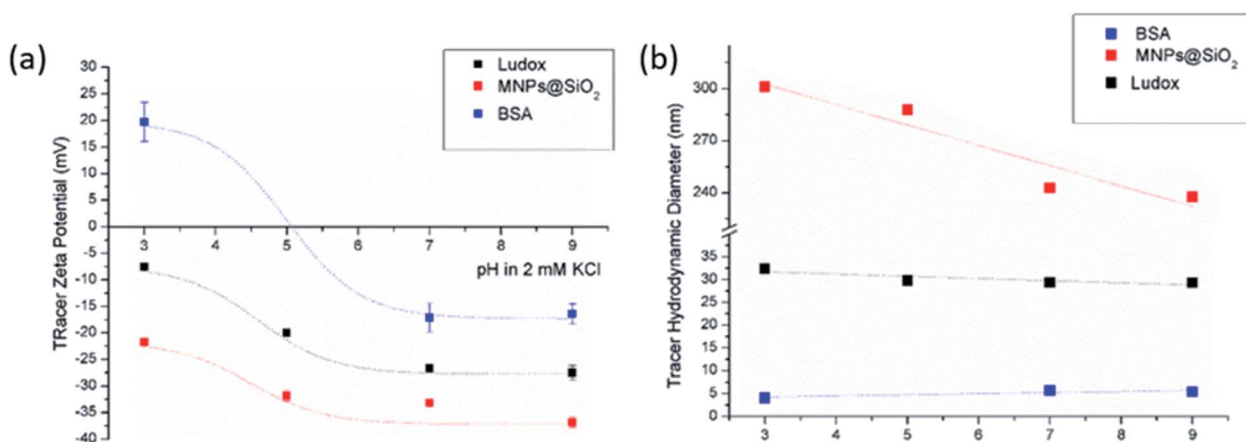 (a)
Ludox
MNPs@SiO₂
BSA
TRacer Zeta Potential (mV)
30
25
20
15
10
5
0
-5
-10
-15
-20
-25
-30
-35
-40
3 4 5 6 7 8 9
pH in 2 mM KCl
(b)
BSA
MNPs@SiO₂
Ludox
Tracer Hydrodynamic Diameter (nm)
300
270
240
35
30
25
20
15
10
5
0
3 4 5 6 7 8 9